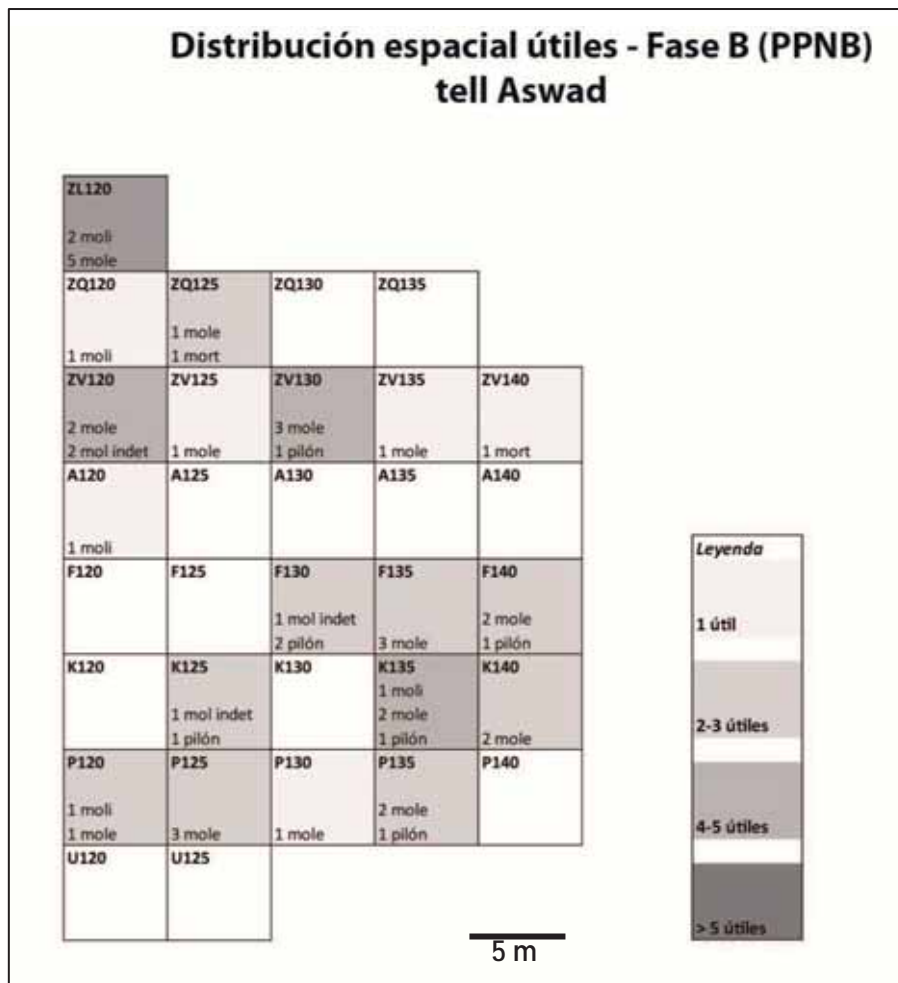 Distribución espacial útiles - Fase B (PPNB)
tell Aswad
ZL120
2 moli
5 mole
ZQ120
1 moli
ZQ125
1 mole
1 mort
ZQ130
ZQ135
ZV120
2 mole
2 mol indet
ZV125
1 mole
ZV130
3 mole
1 pilón
ZV135
1 mole
ZV140
1 mort
A120
1 moli
A125
A130
A135
A140
F120
F125
F130
1 mol indet
2 pilón
F135
3 mole
F140
2 mole
1 pilón
K120
K125
1 mol indet
1 pilón
K130
K135
1 moli
2 mole
1 pilón
K140
2 mole
P120
1 moli
1 mole
P125
3 mole
P130
1 mole
P135
2 mole
1 pilón
P140
U120
U125
Leyenda
1 útil
2-3 útiles
4-5 útiles
> 5 útiles
5 m